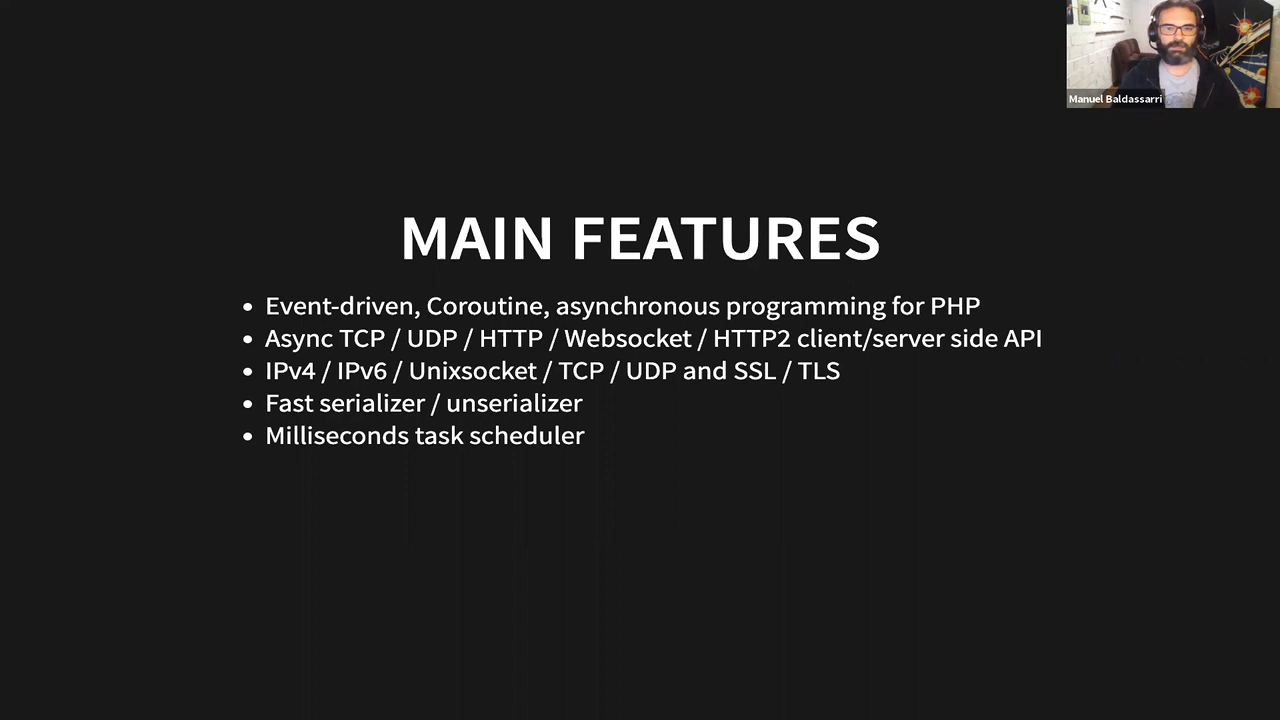 Manuel Baldassarri
MAIN FEATURES
• Event-driven, Coroutine, asynchronous programming for PHP
• Async TCP / UDP / HTTP / Websocket / HTTP2 client/server side API
• IPv4 / IPv6 / Unixsocket / TCP / UDP and SSL / TLS
• Fast serializer / unserializer
• Milliseconds task scheduler